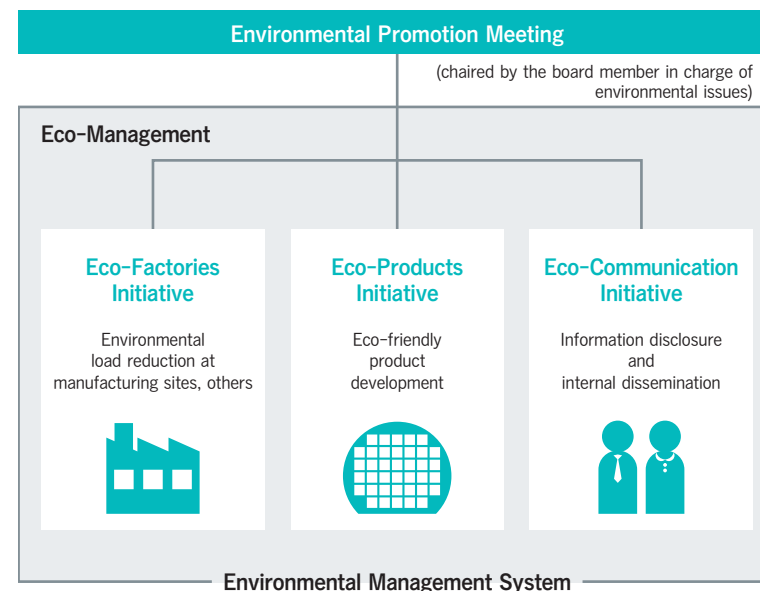 Environmental Promotion Meeting
(chaired by the board member in charge of
environmental issues)
Eco-Management
Eco-Factories
Initiative
Environmental
load reduction at
manufacturing sites, others
Eco-Products
Initiative
Eco-friendly
product
development
Eco-Communication
Initiative
Information disclosure
and
internal dissemination
Environmental Management System